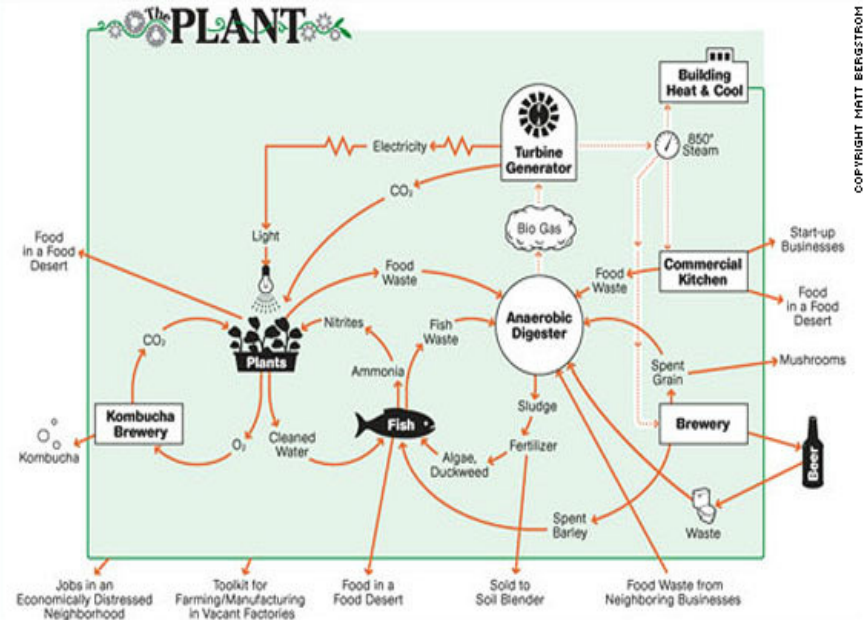 The PLANT
COPYRIGHT MATT BERGSTROM
Building
Heat & Cool
850°
Steam
Turbine
Generator
Electricity
CO₂
Bio Gas
Light
Food
in a Food
Desert
Food
Waste
Food
Waste
Commercial
Kitchen
Start-up
Businesses
Food
in a Food
Desert
Anaerobic
Digester
Nitrites
Fish
Waste
CO₂
Plants
Ammonia
Spent
Grain
Mushrooms
Sludge
Kombucha
Brewery
Fish
Brewery
Beer
Kombucha
O₂
Cleaned
Water
Algae,
Duckweed
Fertilizer
Spent
Barley
Waste
Jobs in an
Economically Distressed
Neighborhood
Toolkit for
Farming/Manufacturing
in Vacant Factories
Food in a
Food Desert
Sold to
Soil Blender
Food Waste from
Neighboring Businesses